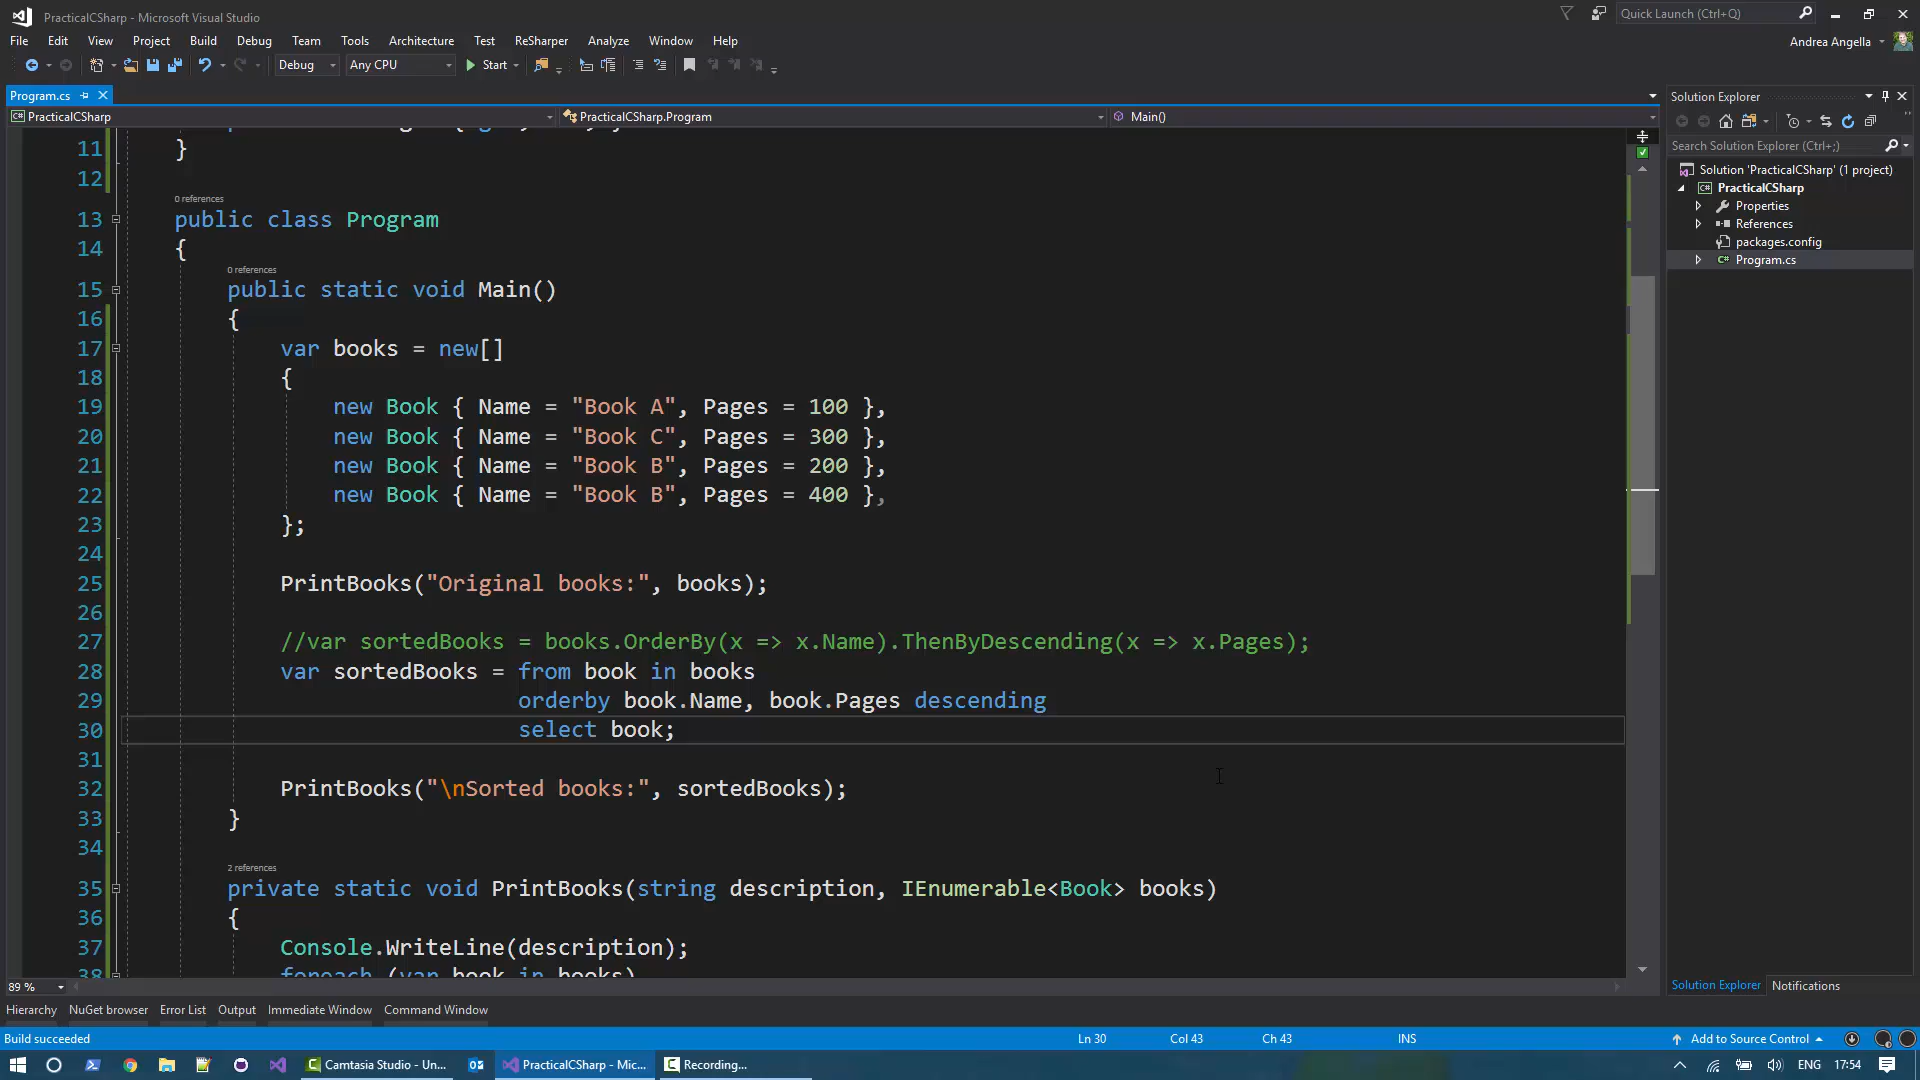 PracticalCSharp - Microsoft Visual Studio
Quick Launch (Ctrl+Q)
File Edit View Project Build Debug Team Tools Architecture Test ReSharper Analyze Window Help
Andrea Angella
Debug Any CPU Start
Program.cs
PracticalCSharp PracticalCSharp.Program Main()
11 }
12
0 references
13 public class Program
14 {
0 references
15 public static void Main()
16 {
17 var books = new[]
18 {
19 new Book { Name = "Book A", Pages = 100 },
20 new Book { Name = "Book C", Pages = 300 },
21 new Book { Name = "Book B", Pages = 200 },
22 new Book { Name = "Book B", Pages = 400 },
23 };
24
25 PrintBooks("Original books:", books);
26
27 //var sortedBooks = books.OrderBy(x => x.Name).ThenByDescending(x => x.Pages);
28 var sortedBooks = from book in books
29 orderby book.Name, book.Pages descending
30 select book;
31
32 PrintBooks("\nSorted books:", sortedBooks);
33 }
34
2 references
35 private static void PrintBooks(string description, IEnumerable<Book> books)
36 {
37 Console.WriteLine(description);
38 foreach (var book in books)
Solution Explorer
Search Solution Explorer (Ctrl+;)
Solution 'PracticalCSharp' (1 project)
PracticalCSharp
Properties
References
packages.config
Program.cs
89 %
Solution Explorer Notifications
Hierarchy NuGet browser Error List Output Immediate Window Command Window
Build succeeded Ln 30 Col 43 Ch 43 INS Add to Source Control
Camtasia Studio - Un... PracticalCSharp - Mic... Recording... ENG 17:54